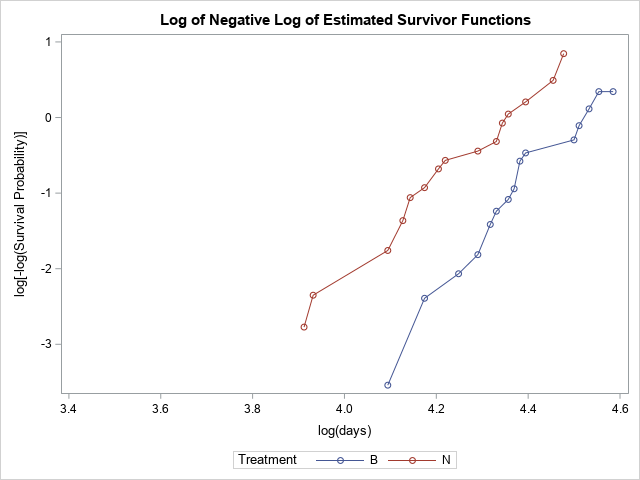 Log of Negative Log of Estimated Survivor Functions
log[-log(Survival Probability)]
1
0
-1
-2
-3
3.4 3.6 3.8 4.0 4.2 4.4 4.6
log(days)
Treatment B N